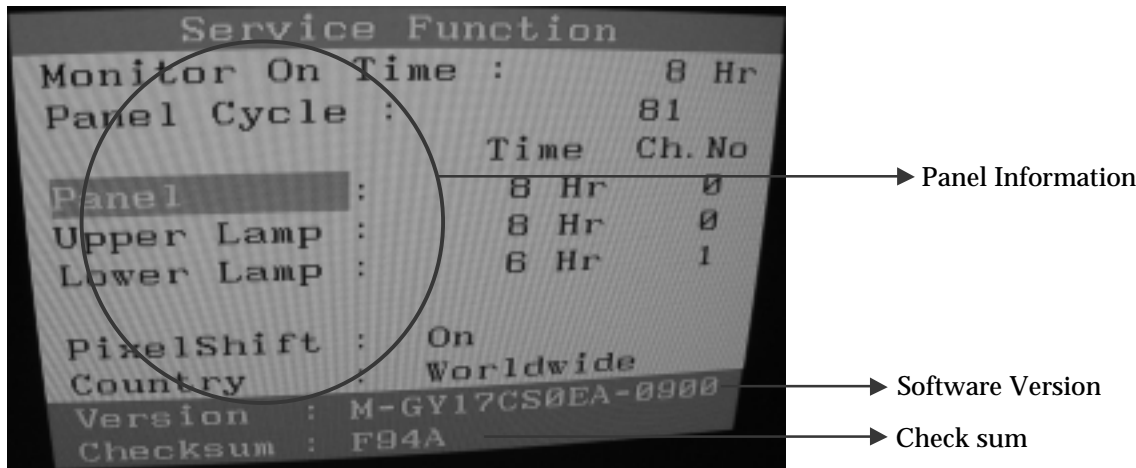 Service Function
Monitor On Time : 8 Hr
Panel Cycle : 81
Time Ch. No
Panel : 8 Hr 0
Upper Lamp : 8 Hr 0
Lower Lamp : 6 Hr 1
PixelShift : On
Country : Worldwide
Version : M-GY17CS0EA-0900
Checksum : F94A
Panel Information
Software Version
Check sum